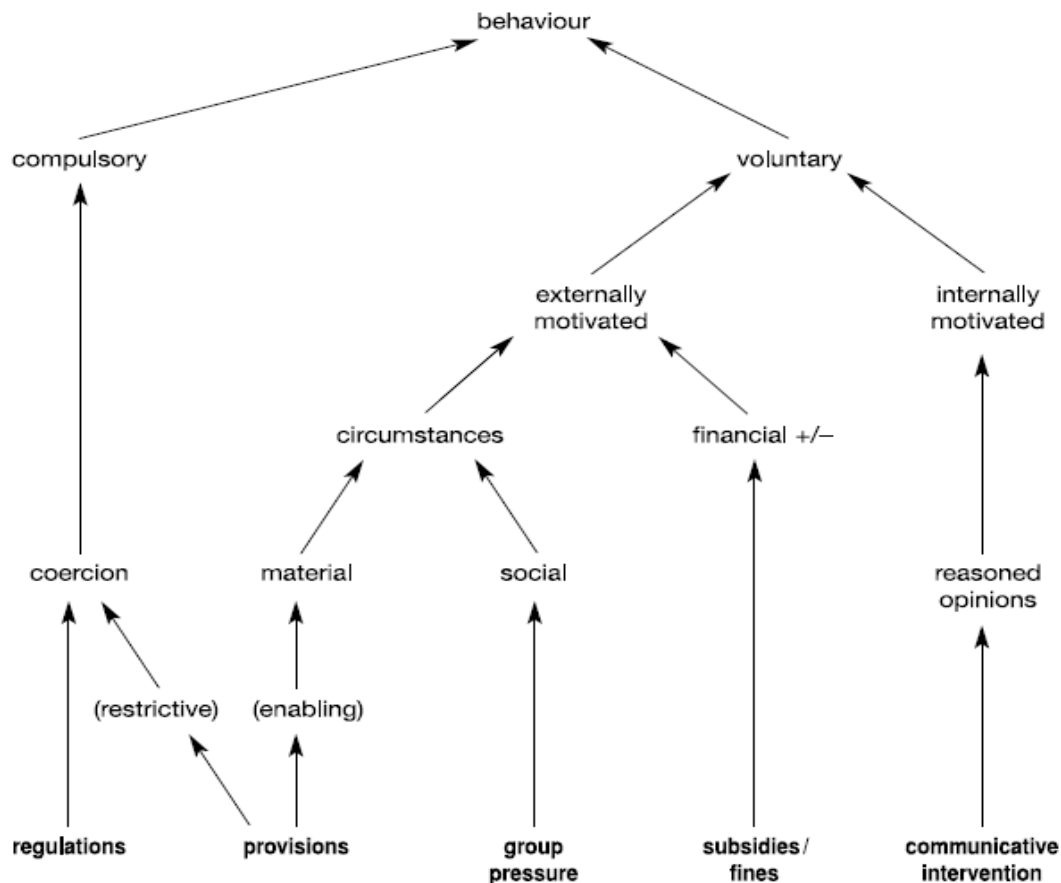 behaviour
compulsory
voluntary
externally
motivated
internally
motivated
circumstances
financial +/–
coercion
material
social
reasoned
opinions
(restrictive)
(enabling)
regulations
provisions
group
pressure
subsidies/
fines
communicative
intervention